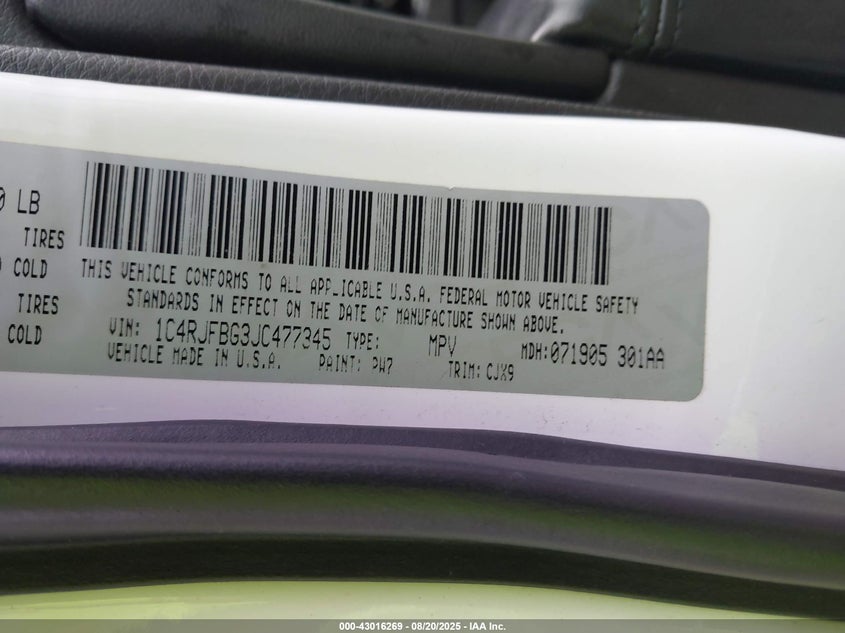 0 LB
TIRES
COLD
TIRES
COLD
THIS VEHICLE CONFORMS TO ALL APPLICABLE U.S.A. FEDERAL MOTOR VEHICLE SAFETY
STANDARDS IN EFFECT ON THE DATE OF MANUFACTURE SHOWN ABOVE.
VIN: 1C4RJFBG3JC477345 TYPE: MPV MDH:071905 301AA
VEHICLE MADE IN U.S.A. PAINT: PW7 TRIM:CJX9
000-43016269 - 08/20/2025 - IAA Inc.